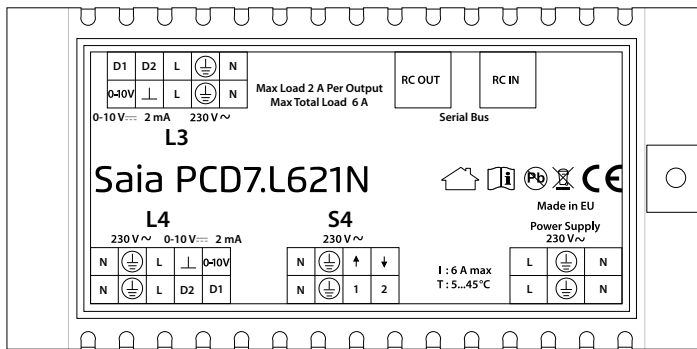 D1 D2 L N
0-10V ⊥ L N
0-10 V⎓ 2 mA 230 V~
L3
Max Load 2 A Per Output
Max Total Load 6 A
RC OUT
RC IN
Serial Bus
Saia PCD7.L621N
i Pb CE
Made in EU
L4
230 V~ 0-10 V⎓ 2 mA
N L ⊥ 0-10V
N L D2 D1
S4
230 V~
N ↑ ↓
N 1 2
I : 6 A max
T : 5...45°C
Power Supply
230 V~
L N
L N